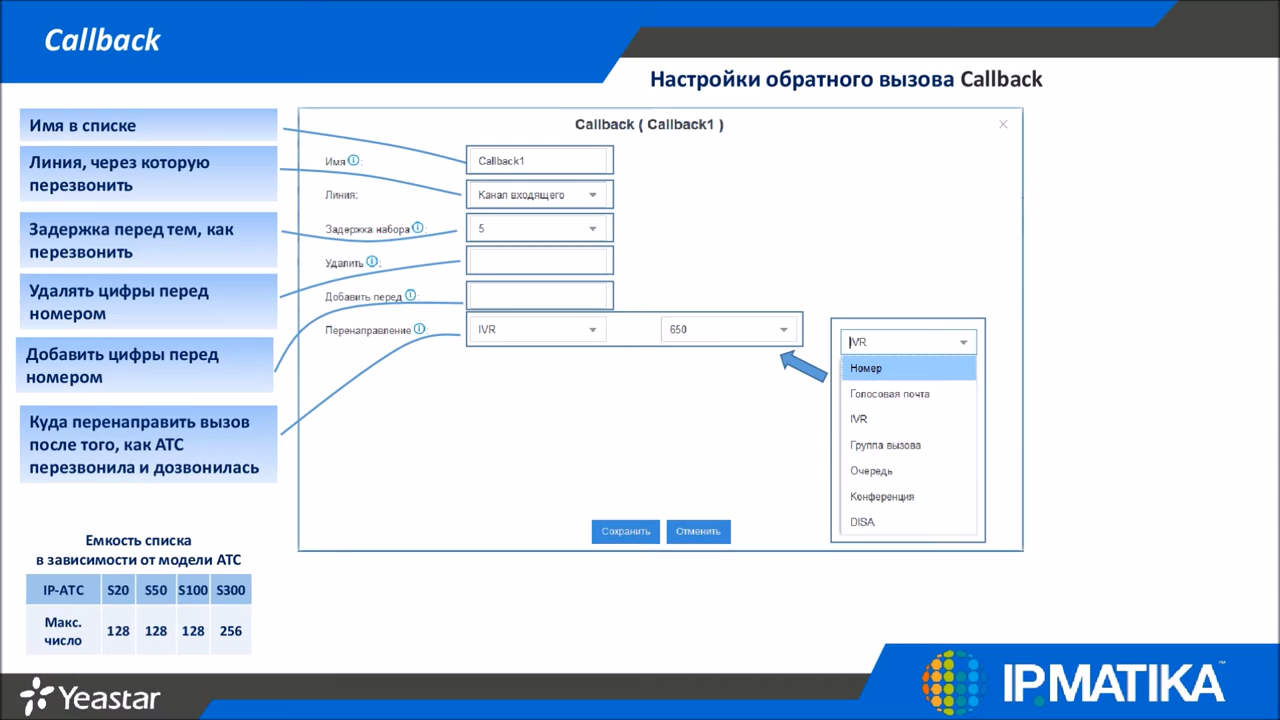 Callback
Настройки обратного вызова Callback
Имя в списке
Линия, через которую
перезвонить
Задержка перед тем, как
перезвонить
Удалять цифры перед
номером
Добавить цифры перед
номером
Куда перенаправить вызов
после того, как АТС
перезвонила и дозвонилась
Callback ( Callback1 )
Имя : Callback1
Линия: Канал входящего
Задержка набора : 5
Удалить :
Добавить перед :
Перенаправление : IVR 650
IVR
Номер
Голосовая почта
IVR
Группа вызова
Очередь
Конференция
DISA
Сохранить Отменить
Емкость списка
в зависимости от модели АТС
IP-АТС S20 S50 S100 S300
Макс.
число 128 128 128 256
Yeastar
IPMATIKA™